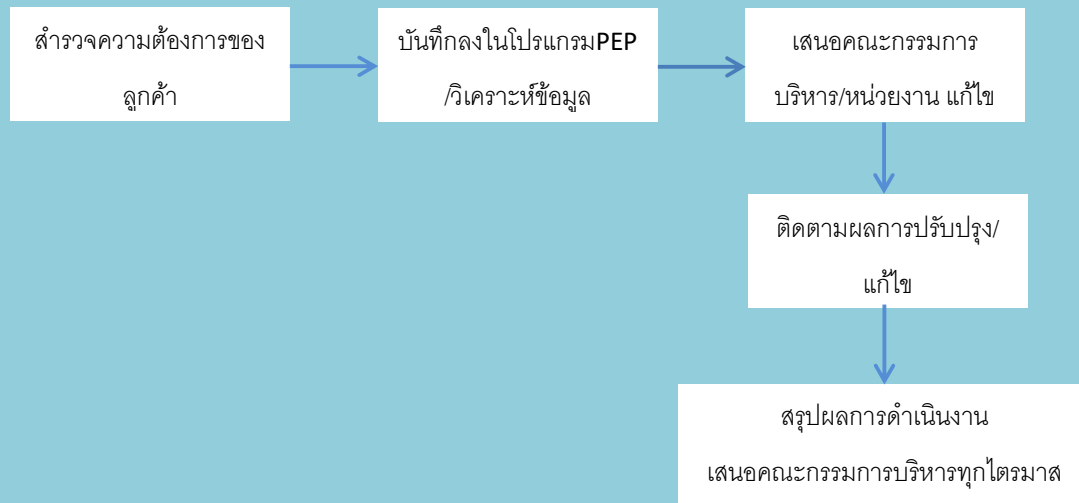 สำรวจความต้องการของ
ลูกค้า
บันทึกลงในโปรแกรมPEP
/วิเคราะห์ข้อมูล
เสนอคณะกรรมการ
บริหาร/หน่วยงาน แก้ไข
ติดตามผลการปรับปรุง/
แก้ไข
สรุปผลการดำเนินงาน
เสนอคณะกรรมการบริหารทุกไตรมาส